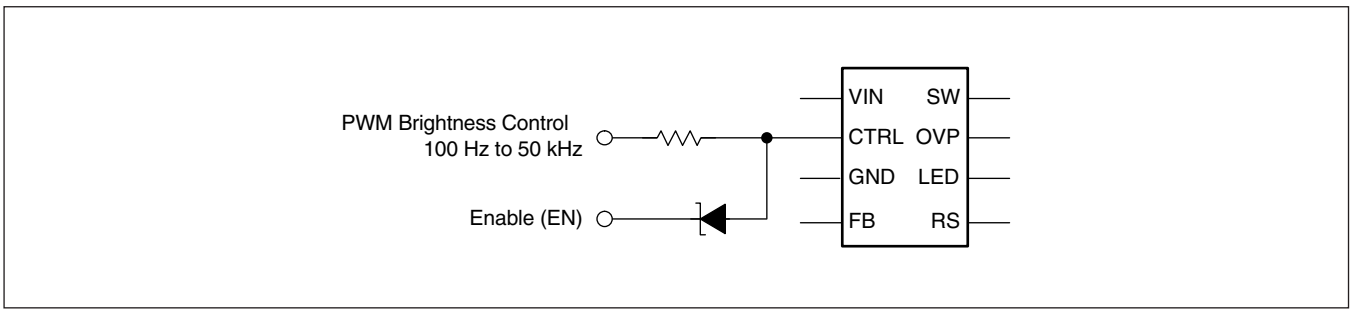 PWM Brightness Control
100 Hz to 50 kHz
Enable (EN)
VIN SW
CTRL OVP
GND LED
FB RS